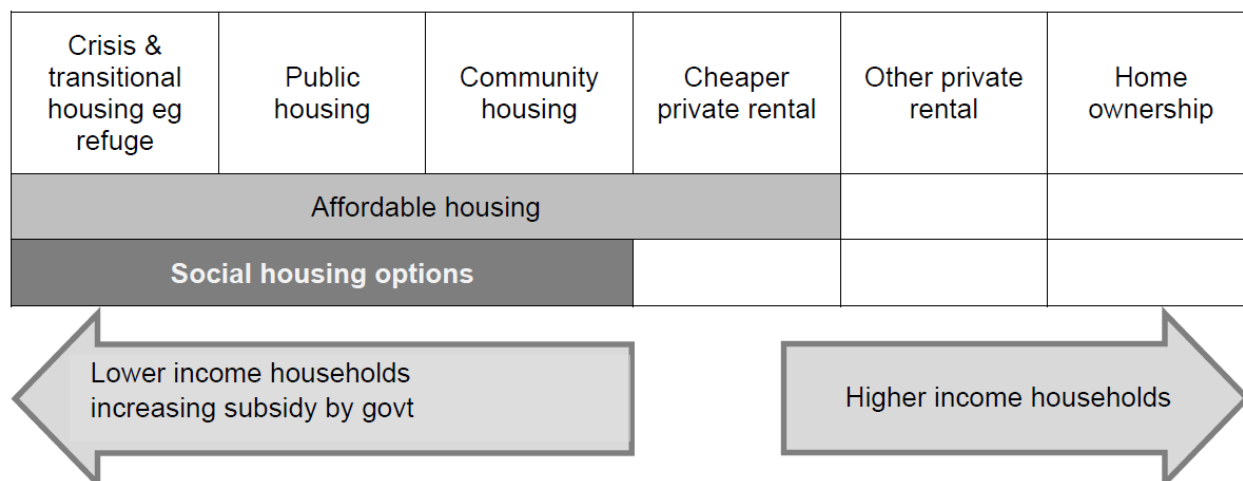 Crisis &
transitional
housing eg
refuge
Public
housing
Community
housing
Cheaper
private rental
Other private
rental
Home
ownership
Affordable housing
Social housing options
Lower income households
increasing subsidy by govt
Higher income households